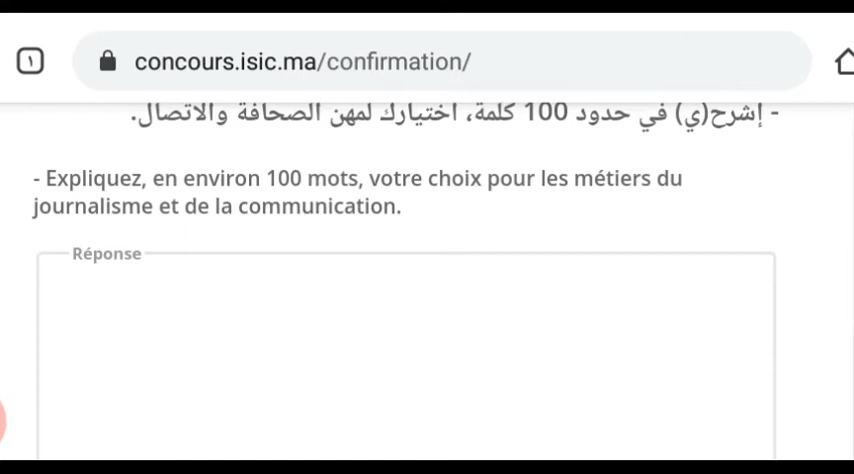 ١
concours.isic.ma/confirmation/
- إشرح(ي) في حدود 100 كلمة، اختيارك لمهن الصحافة والاتصال.
- Expliquez, en environ 100 mots, votre choix pour les métiers du
journalisme et de la communication.
Réponse